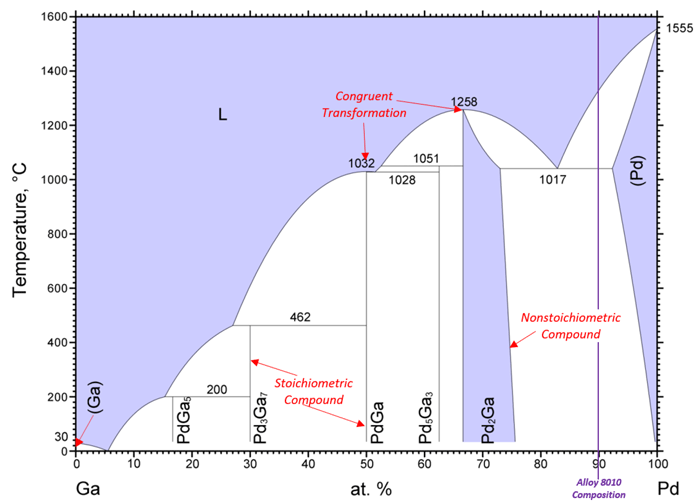 1600
1555
1400
L
Congruent
Transformation
1258
1200
1032
1051
1028
1017
(Pd)
1000
Temperature, °C
800
600
462
Nonstoichiometric
Compound
400
Stoichiometric
Compound
200
200
(Ga)
PdGa5
Pd3Ga7
PdGa
Pd5Ga3
Pd2Ga
30
0
0 10 20 30 40 50 60 70 80 90 100
Ga
at. %
Alloy 8010
Composition
Pd